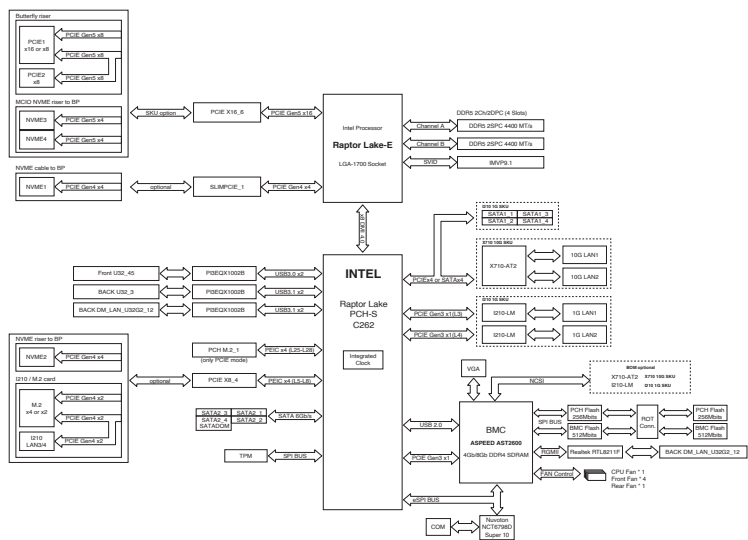 Butterfly riser
PCIE1
x16 or x8
PCIE Gen5 x8
PCIE Gen5 x8
PCIE2
x8
PCIE Gen5 x8
MCIO NVME riser to BP
NVME3
PCIE Gen5 x4
NVME4
PCIE Gen5 x4
SKU option
PCIE X16_6
PCIE Gen5 x16
NVME cable to BP
NVME1
PCIE Gen4 x4
optional
SLIMPCIE_1
PCIE Gen4 x4
Intel Processor
Raptor Lake-E
LGA-1700 Socket
DDR5 2Ch/2DPC (4 Slots)
Channel A
DDR5 2SPC 4400 MT/s
Channel B
DDR5 2SPC 4400 MT/s
SVID
IMVP9.1
x8 DMI 4.0
I210 1G SKU
SATA1_1
SATA1_3
SATA1_2
SATA1_4
X710 10G SKU
X710-AT2
10G LAN1
10G LAN2
PCIEx4 or SATAx4
INTEL
Raptor Lake
PCH-S
C262
Integrated
Clock
Front U32_45
PI3EQX1002B
USB3.0 x2
BACK U32_3
PI3EQX1002B
USB3.1 x2
BACK DM_LAN_U32G2_12
PI3EQX1002B
USB3.1 x2
I210 1G SKU
PCIE Gen3 x1(L3)
I210-LM
1G LAN1
PCIE Gen3 x1(L4)
I210-LM
1G LAN2
NVME riser to BP
NVME2
PCIE Gen4 x4
PCH M.2_1
(only PCIE mode)
PEIC x4 (L25-L28)
I210 / M.2 card
M.2
x4 or x2
PCIE Gen4 x2
PCIE Gen4 x2
I210
LAN3/4
PCIE Gen4 x2
optional
PCIE X8_4
PEIC x4 (L5-L8)
SATA2_3
SATA2_1
SATA2_4
SATA2_2
SATADOM
SATA 6Gb/s
TPM
SPI BUS
VGA
NCSI
BOM optional
X710-AT2
X710 10G SKU
I210-LM
I210 1G SKU
USB 2.0
PCIE Gen3 x1
BMC
ASPEED AST2600
4Gb/8Gb DDR4 SDRAM
SPI BUS
PCH Flash
256Mbits
BMC Flash
512Mbits
ROT
Conn.
PCH Flash
256Mbits
BMC Flash
512Mbits
RGMII
Realtek RTL8211F
BACK DM_LAN_U32G2_12
FAN Control
CPU Fan * 1
Front Fan * 4
Rear Fan * 1
eSPI BUS
COM
Nuvoton
NCT6798D
Super 10